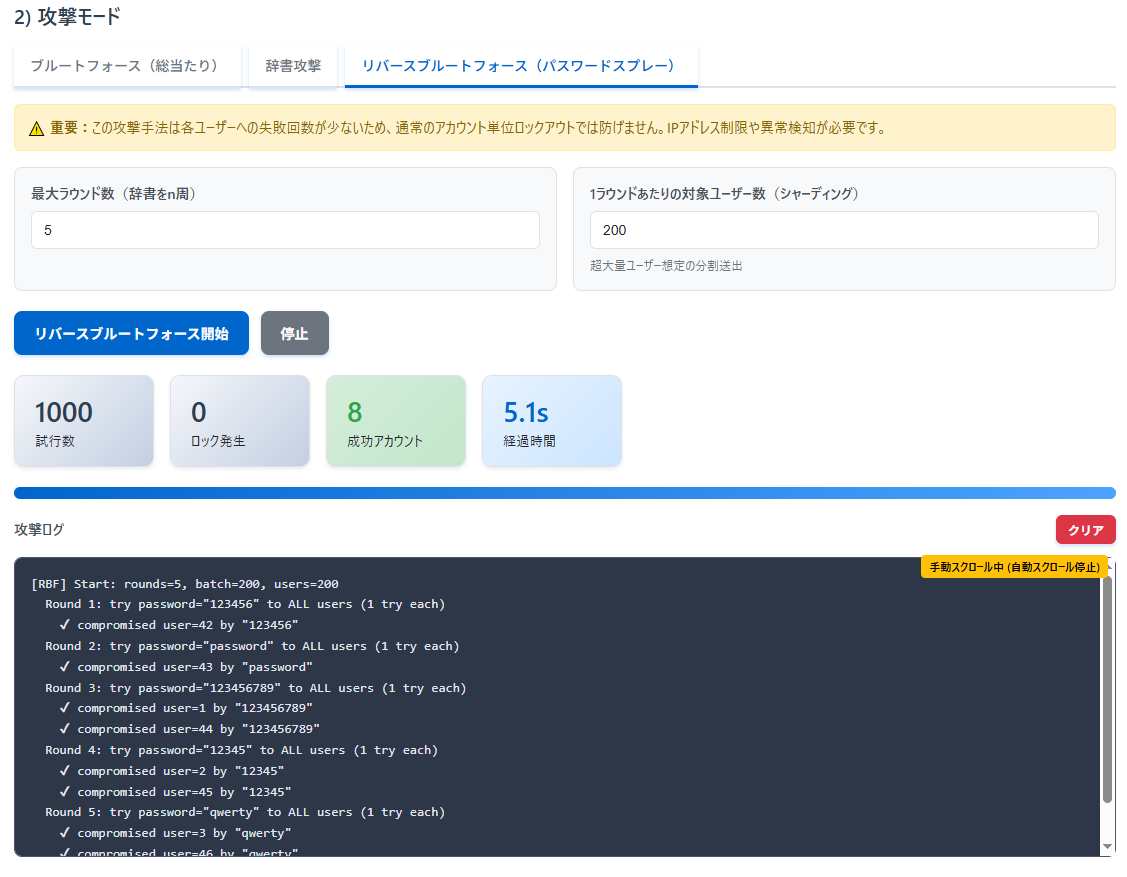 2) 攻撃モード
ブルートフォース（総当たり） 辞書攻撃 リバースブルートフォース（パスワードスプレー）
⚠ 重要：この攻撃手法は各ユーザーへの失敗回数が少ないため、通常のアカウント単位ロックアウトでは防げません。IPアドレス制限や異常検知が必要です。
最大ラウンド数（辞書をn周）
5
1ラウンドあたりの対象ユーザー数（シャーディング）
200
超大量ユーザー想定の分割送出
リバースブルートフォース開始 停止
1000
試行数
0
ロック発生
8
成功アカウント
5.1s
経過時間
攻撃ログ
クリア
手動スクロール中 (自動スクロール停止)
[RBF] Start: rounds=5, batch=200, users=200
Round 1: try password="123456" to ALL users (1 try each)
✓ compromised user=42 by "123456"
Round 2: try password="password" to ALL users (1 try each)
✓ compromised user=43 by "password"
Round 3: try password="123456789" to ALL users (1 try each)
✓ compromised user=1 by "123456789"
✓ compromised user=44 by "123456789"
Round 4: try password="12345" to ALL users (1 try each)
✓ compromised user=2 by "12345"
✓ compromised user=45 by "12345"
Round 5: try password="qwerty" to ALL users (1 try each)
✓ compromised user=3 by "qwerty"
✓ compromised user=46 by "qwerty"